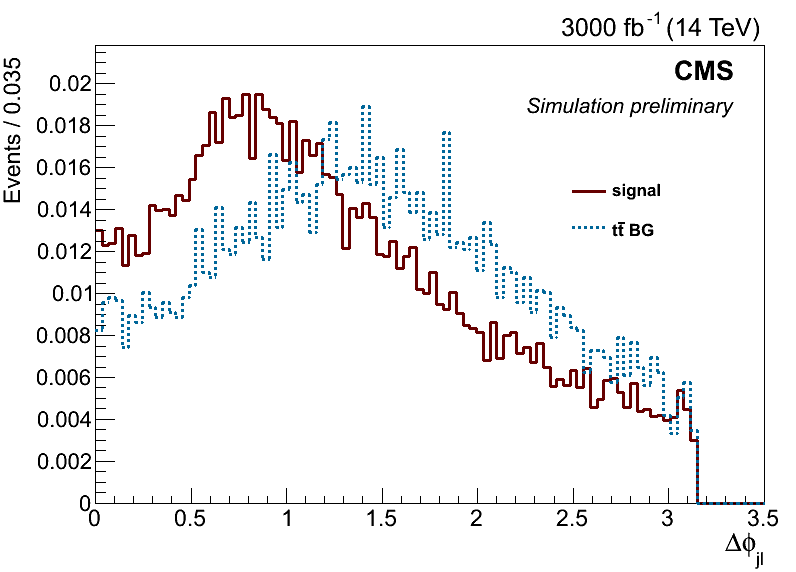 3000 fb⁻¹ (14 TeV)
Events / 0.035
0.02
0.018
0.016
0.014
0.012
0.01
0.008
0.006
0.004
0.002
0
CMS
Simulation preliminary
signal
tt̄ BG
0 0.5 1 1.5 2 2.5 3 3.5
Δϕjl